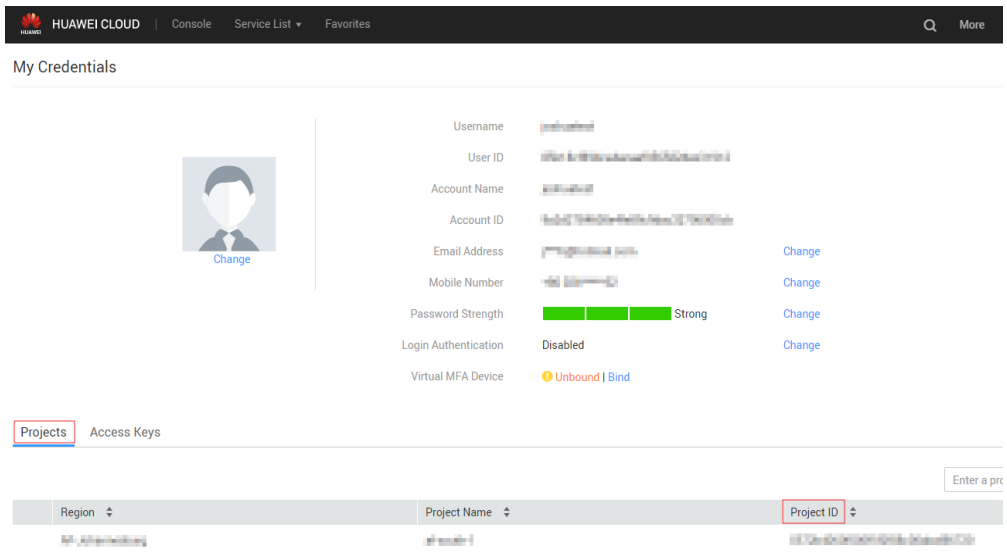 HUAWEI HUAWEI CLOUD | Console Service List Favorites More
My Credentials
Username
User ID
Account Name
Account ID
Email Address Change
Change
Mobile Number Change
Password Strength Strong Change
Login Authentication Disabled Change
Virtual MFA Device Unbound | Bind
Projects Access Keys
Enter a pro
Region Project Name Project ID